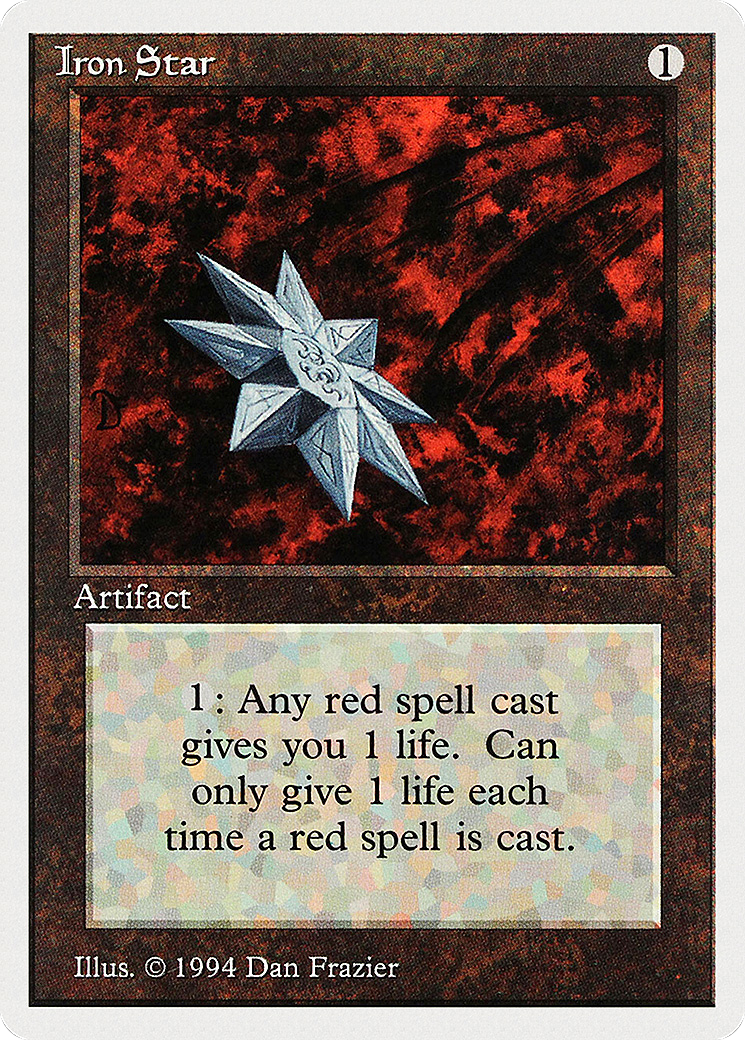 Iron Star 1
D
Artifact
1: Any red spell cast
gives you 1 life. Can
only give 1 life each
time a red spell is cast.
Illus. © 1994 Dan Frazier